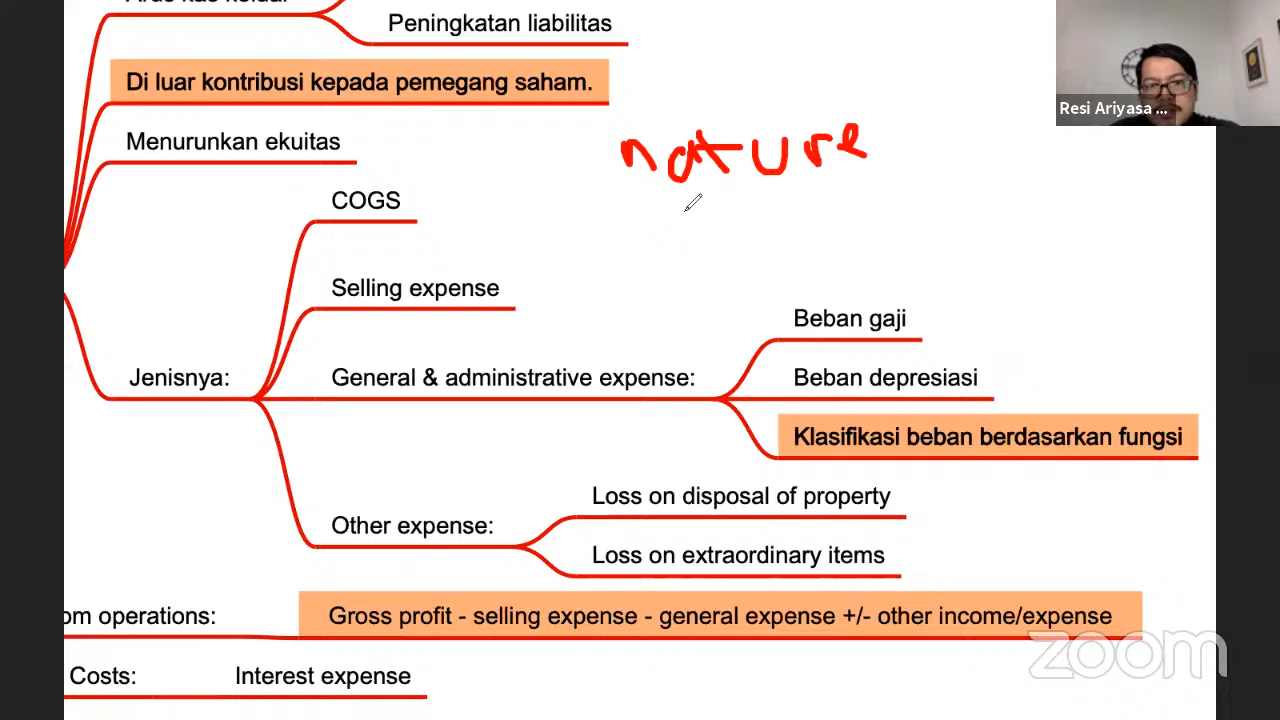 Peningkatan liabilitas
Di luar kontribusi kepada pemegang saham.
Resi Ariyasa ...
Menurunkan ekuitas
nature
COGS
Selling expense
Beban gaji
Jenisnya:
General & administrative expense:
Beban depresiasi
Klasifikasi beban berdasarkan fungsi
Loss on disposal of property
Other expense:
Loss on extraordinary items
om operations:
Gross profit - selling expense - general expense +/- other income/expense
zoom
Costs:
Interest expense